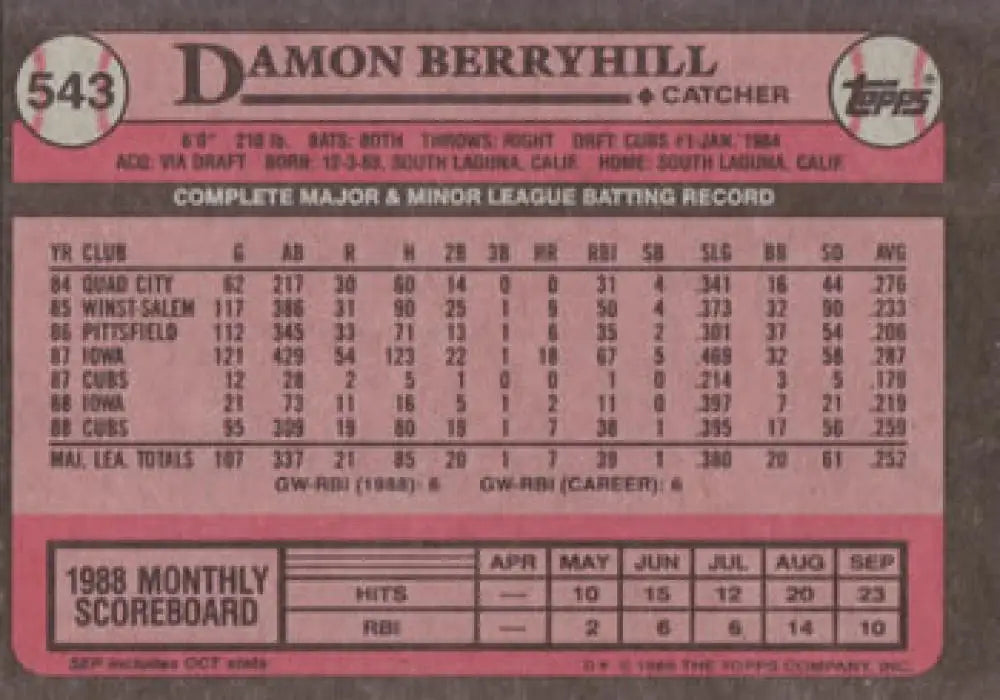 543
DAMON BERRYHILL
◆ CATCHER
TOPPS®
6'0" 210 lb. BATS: BOTH THROWS: RIGHT DRFT: CUBS #1-JAN. 1984
ACQ: VIA DRAFT BORN: 12-3-63, SOUTH LAGUNA, CALIF. HOME: SOUTH LAGUNA, CALIF.
COMPLETE MAJOR & MINOR LEAGUE BATTING RECORD
YR CLUB G AB R H 2B 3B HR RBI SB SLG BB SO AVG
84 QUAD CITY 62 217 30 60 14 0 0 31 4 .341 16 44 .276
85 WINST-SALEM 117 386 31 90 25 1 9 50 4 .373 32 90 .233
86 PITTSFIELD 112 345 33 71 13 1 6 35 2 .301 37 54 .206
87 IOWA 121 429 54 123 22 1 18 67 5 .469 32 58 .287
87 CUBS 12 28 2 5 1 0 0 1 0 .214 3 5 .179
88 IOWA 21 73 11 16 5 1 2 11 0 .397 7 21 .219
88 CUBS 95 309 19 80 19 1 7 38 1 .395 17 56 .259
MAJ. LEA. TOTALS 107 337 21 85 20 1 7 39 1 .380 20 61 .252
GW-RBI (1988): 6 GW-RBI (CAREER): 6
1988 MONTHLY SCOREBOARD
APR MAY JUN JUL AUG SEP
HITS — 10 15 12 20 23
RBI — 2 6 6 14 10
SEP includes OCT stats
D* © 1989 THE TOPPS COMPANY, INC.